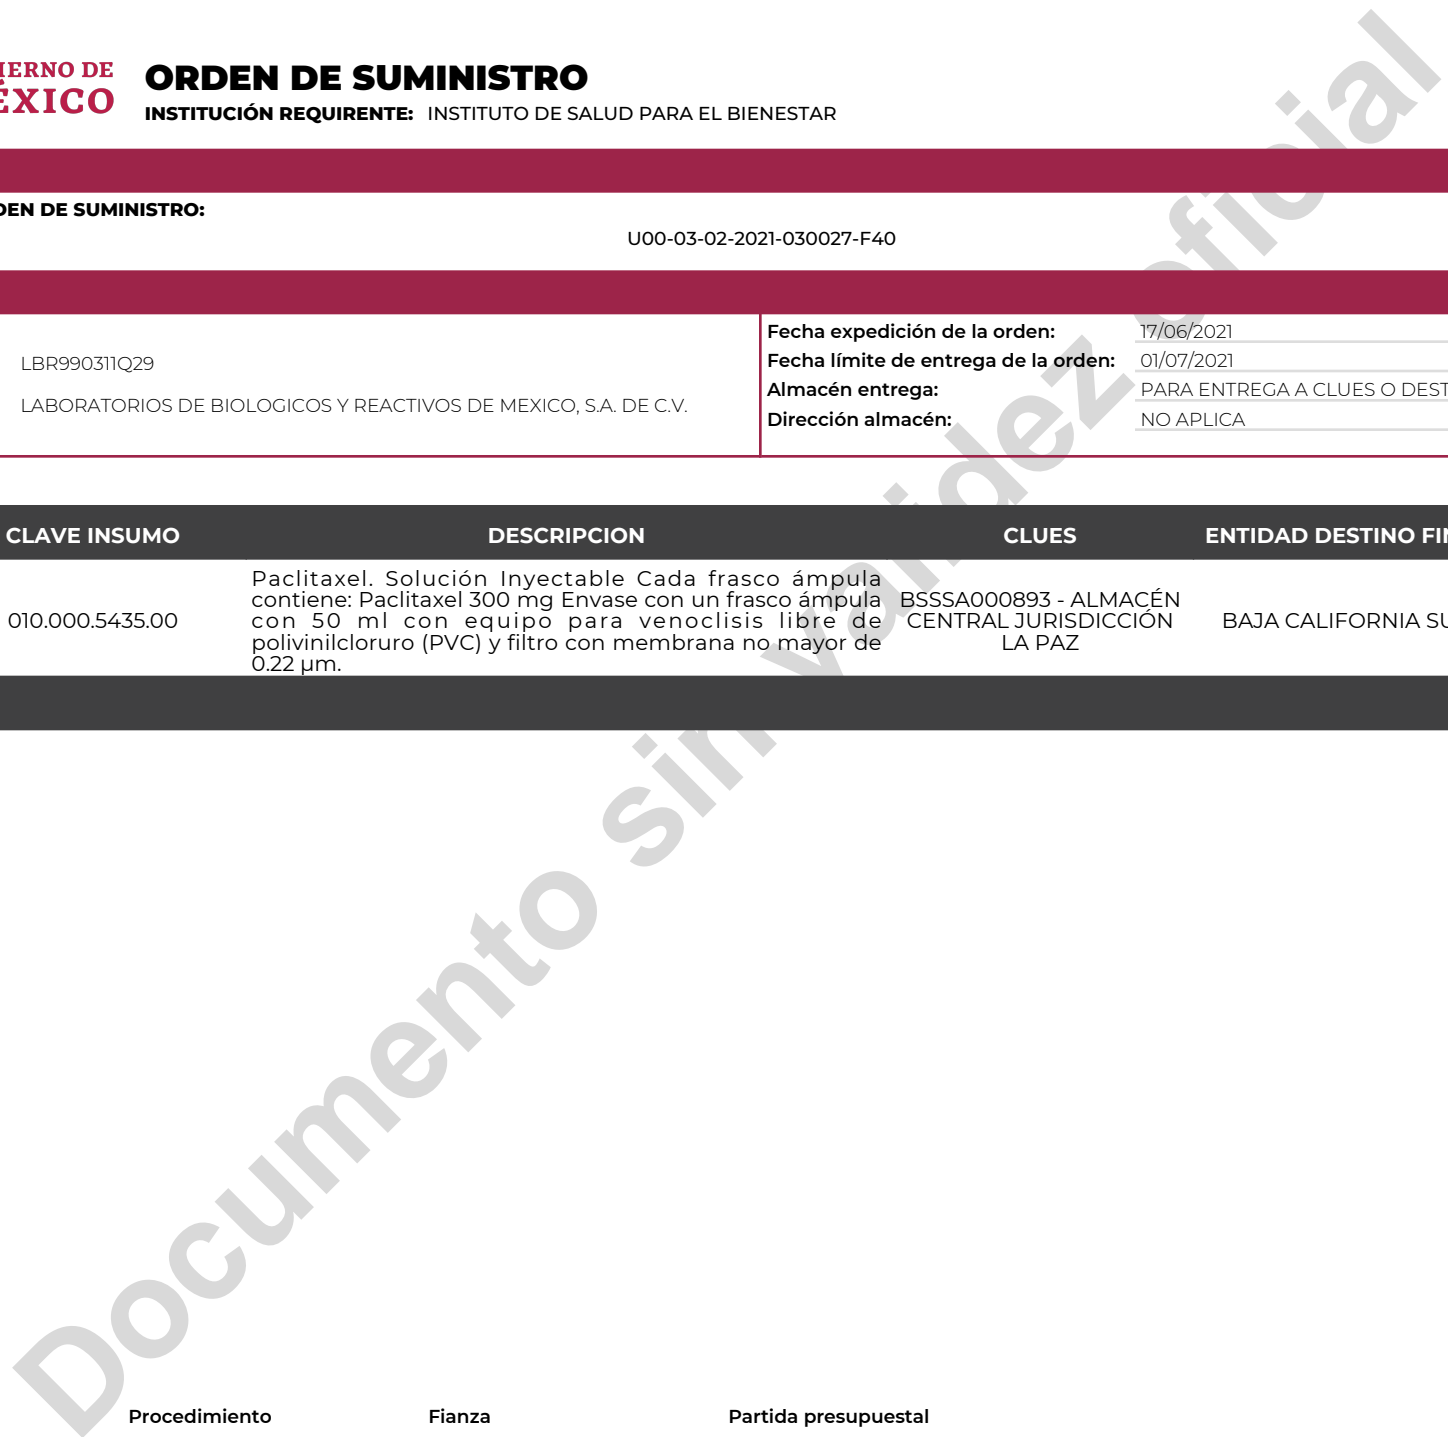 IERNO DE
ÉXICO
ORDEN DE SUMINISTRO
INSTITUCIÓN REQUIRENTE: INSTITUTO DE SALUD PARA EL BIENESTAR
DEN DE SUMINISTRO:
U00-03-02-2021-030027-F40
LBR990311Q29
LABORATORIOS DE BIOLOGICOS Y REACTIVOS DE MEXICO, S.A. DE C.V.
Fecha expedición de la orden: 17/06/2021
Fecha límite de entrega de la orden: 01/07/2021
Almacén entrega: PARA ENTREGA A CLUES O DEST
Dirección almacén: NO APLICA
CLAVE INSUMO DESCRIPCION CLUES ENTIDAD DESTINO FIN
010.000.5435.00
Paclitaxel. Solución Inyectable Cada frasco ámpula
contiene: Paclitaxel 300 mg Envase con un frasco ámpula
con 50 ml con equipo para venoclisis libre de
polivinilcloruro (PVC) y filtro con membrana no mayor de
0.22 µm.
BSSSA000893 - ALMACÉN
CENTRAL JURISDICCIÓN
LA PAZ
BAJA CALIFORNIA SU
Documento sin validez oficial
Procedimiento Fianza Partida presupuestal